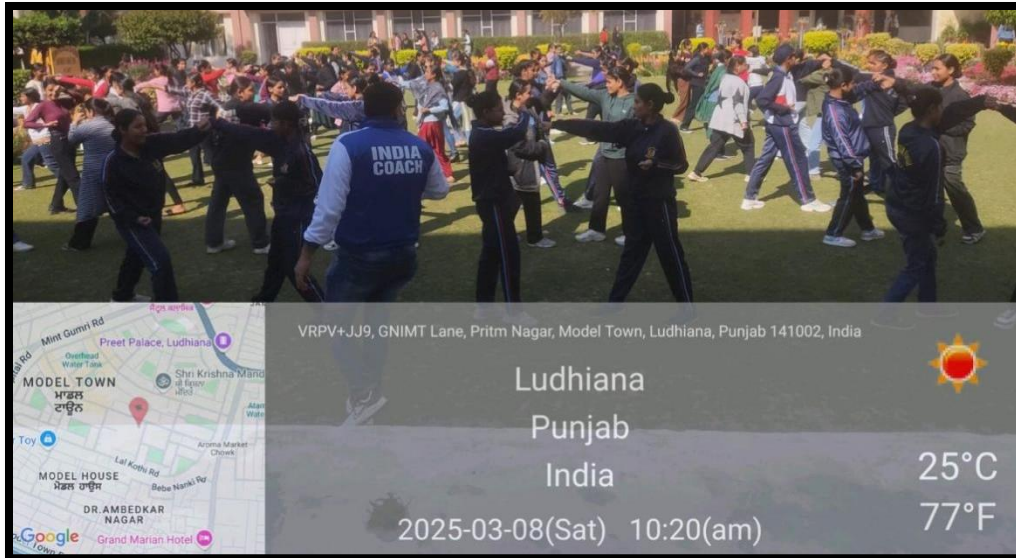 INDIA
COACH
VRPV+JJ9, GNIMT Lane, Pritm Nagar, Model Town, Ludhiana, Punjab 141002, India
Ludhiana
Punjab
India
2025-03-08(Sat) 10:20(am)
25°C
77°F
Mint Gumri Rd
Preet Palace, Ludhiana
Overhead
Water Tank
Shri Krishna Mand
MODEL TOWN
ਮਾਡਲ
ਟਾਊਨ
Toy
Aroma Market
Chowk
Lal Kothi Rd
MODEL HOUSE
ਮੋਡਲ ਹਾਊਸ
Bebe Nanki Rd
DR.AMBEDKAR
NAGAR
Google
Grand Marian Hotel